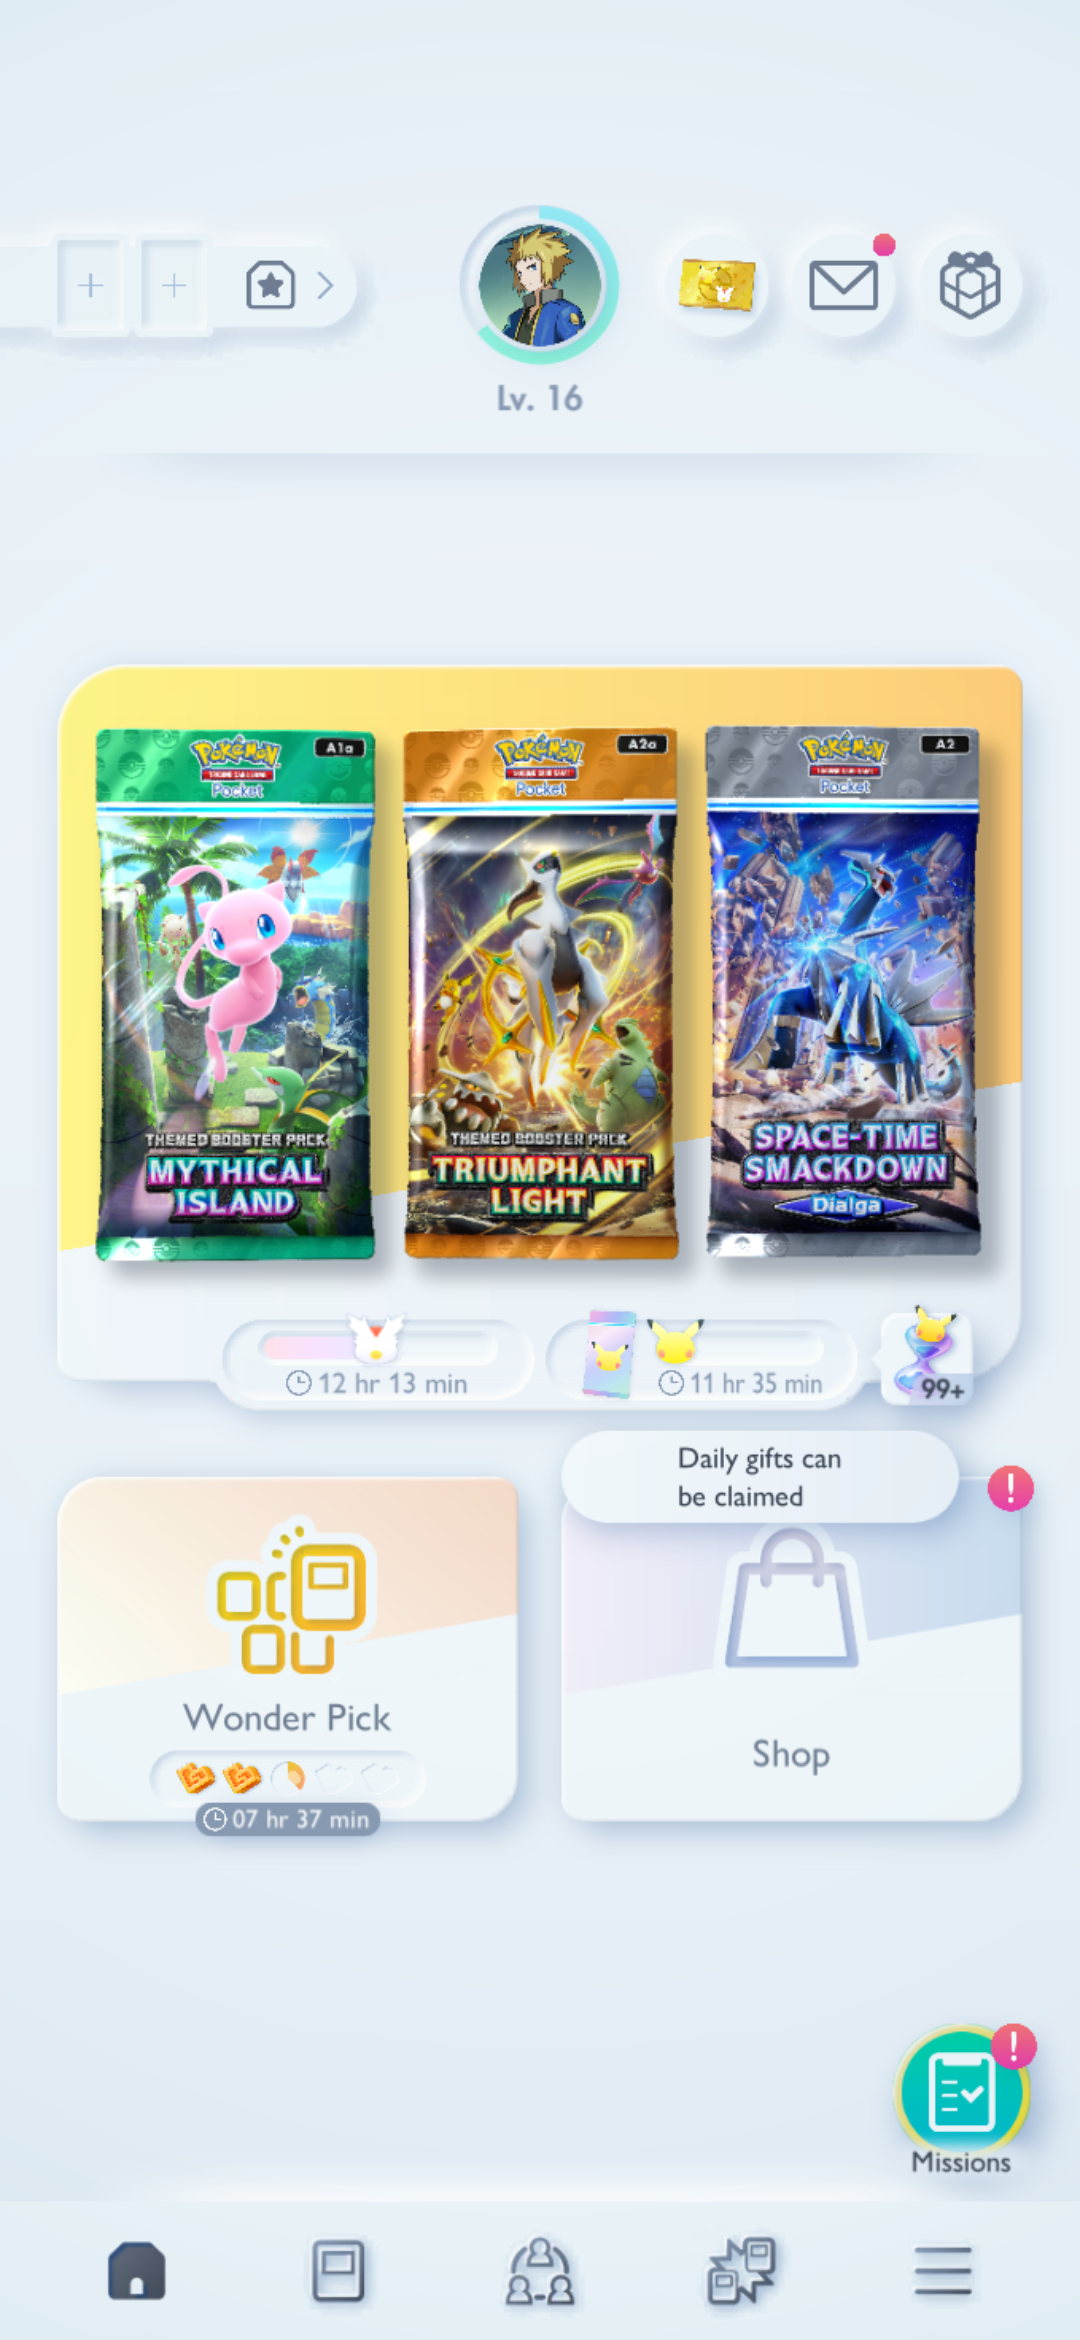 Lv. 16
Pokémon
TRADING CARD GAME
Pocket
A1a
THEMED BOOSTER PACK
MYTHICAL
ISLAND
Pokémon
TRADING CARD GAME
Pocket
A2a
THEMED BOOSTER PACK
TRIUMPHANT
LIGHT
Pokémon
TRADING CARD GAME
Pocket
A2
SPACE-TIME
SMACKDOWN
Dialga
12 hr 13 min
11 hr 35 min
99+
Daily gifts can
be claimed
!
Wonder Pick
07 hr 37 min
Shop
!
Missions